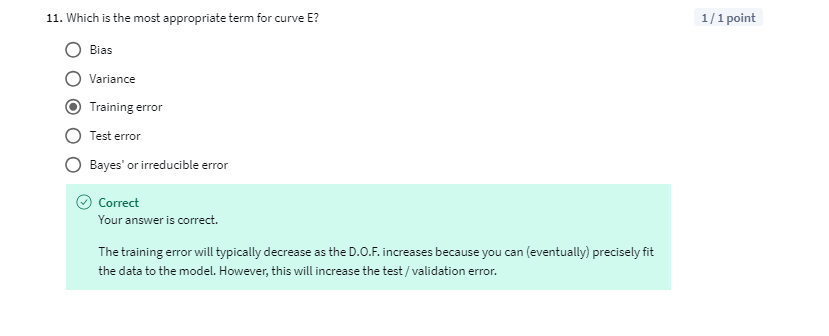 11. Which is the most appropriate term for curve E?
1 / 1 point
Bias
Variance
Training error
Test error
Bayes' or irreducible error
Correct
Your answer is correct.
The training error will typically decrease as the D.O.F. increases because you can (eventually) precisely fit
the data to the model. However, this will increase the test / validation error.